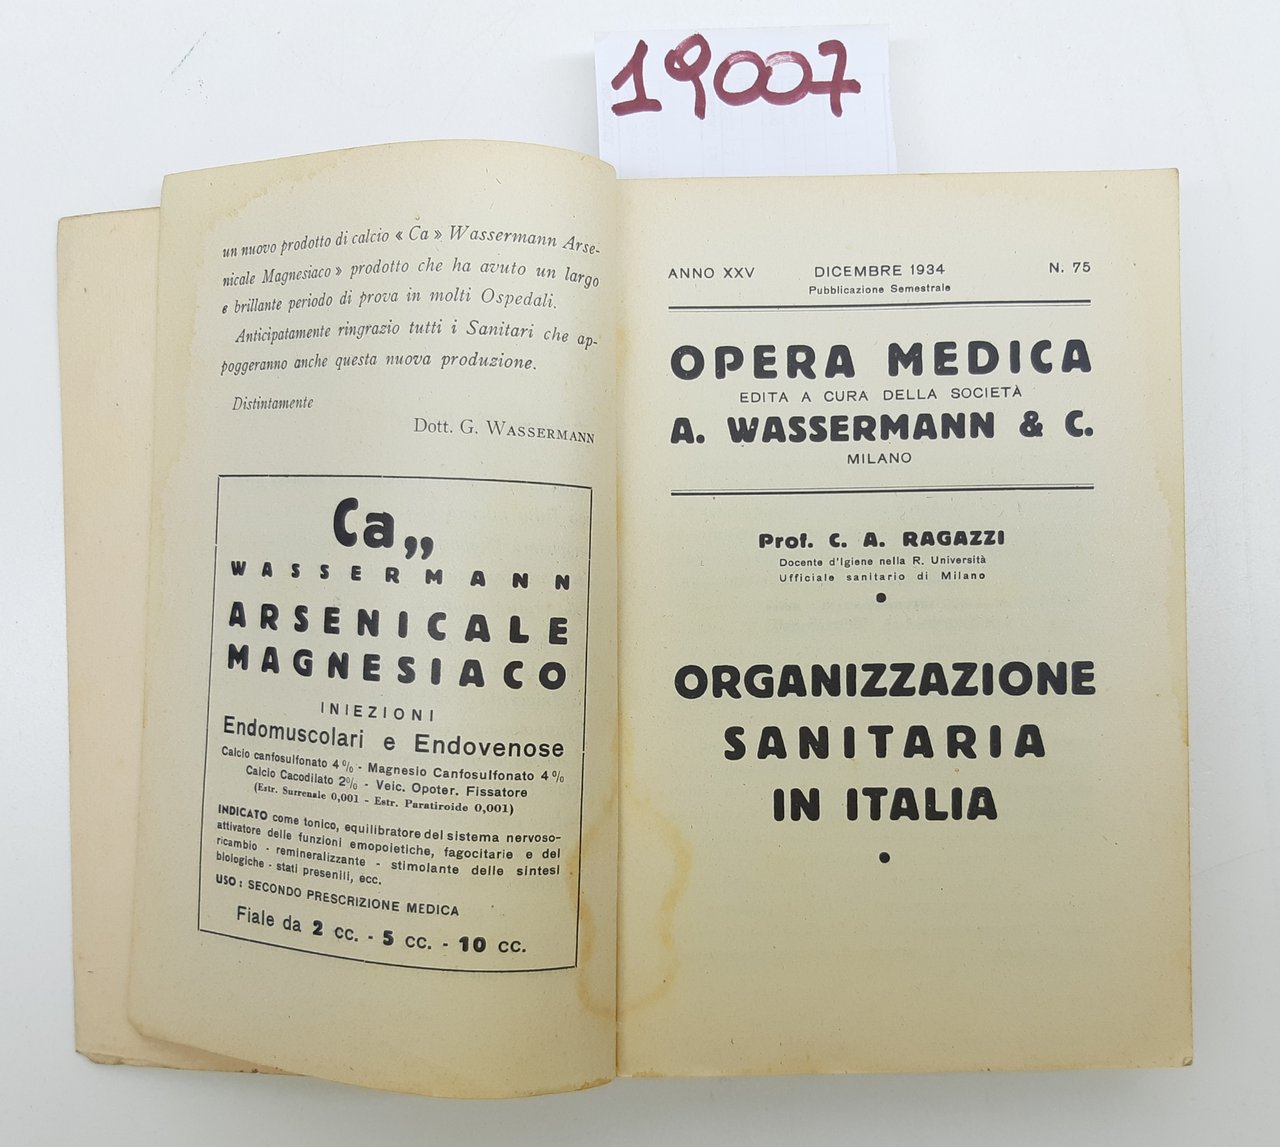 19007
un nuovo prodotto di calcio « Ca » Wassermann Arse-
nicale Magnesiaco » prodotto che ha avuto un largo
e brillante periodo di prova in molti Ospedali.
Anticipatamente ringrazio tutti i Sanitari che ap-
poggeranno anche questa nuova produzione.
Distintamente
Dott. G. WASSERMANN
Ca„
WASSERMANN
ARSENICALE
MAGNESIACO
INIEZIONI
Endomuscolari e Endovenose
Calcio canfosulfonato 4 % - Magnesio Canfosulfonato 4 %
Calcio Cacodilato 2% - Veic. Opoter. Fissatore
(Estr. Surrenale 0,001 - Estr. Paratiroide 0,001)
INDICATO come tonico, equilibratore del sistema nervoso-
attivatore delle funzioni emopoietiche, fagocitarie e del
ricambio - remineralizzante - stimolante delle sintesi
biologiche - stati presenili, ecc.
USO: SECONDO PRESCRIZIONE MEDICA
Fiale da 2 cc. - 5 cc. - 10 cc.
ANNO XXV DICEMBRE 1934 N. 75
Pubblicazione Semestrale
OPERA MEDICA
EDITA A CURA DELLA SOCIETÀ
A. WASSERMANN & C.
MILANO
Prof. C. A. RAGAZZI
Docente d'Igiene nella R. Università
Ufficiale sanitario di Milano
ORGANIZZAZIONE
SANITARIA
IN ITALIA